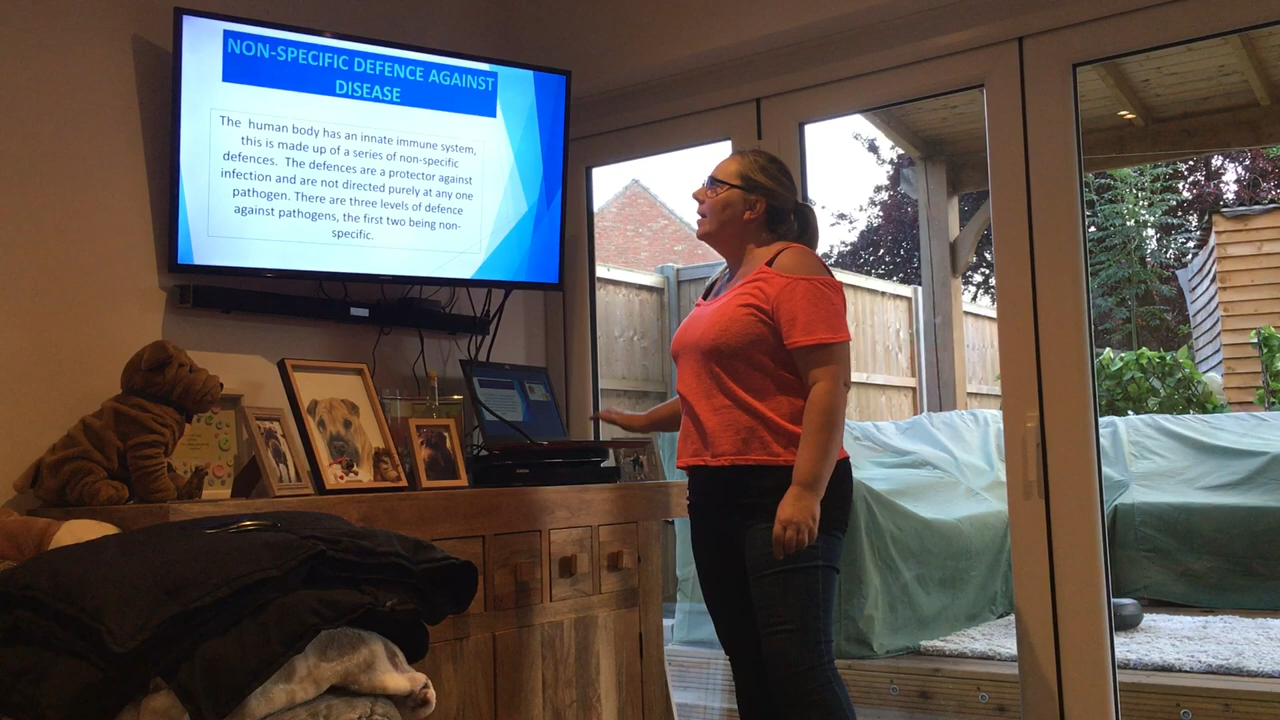 NON-SPECIFIC DEFENCE AGAINST
DISEASE
The  human body has an innate immune system,
this is made up of a series of non-specific
defences.  The defences are a protector against
infection and are not directed purely at any one
pathogen. There are three levels of defence
against pathogens, the first two being non-
specific.